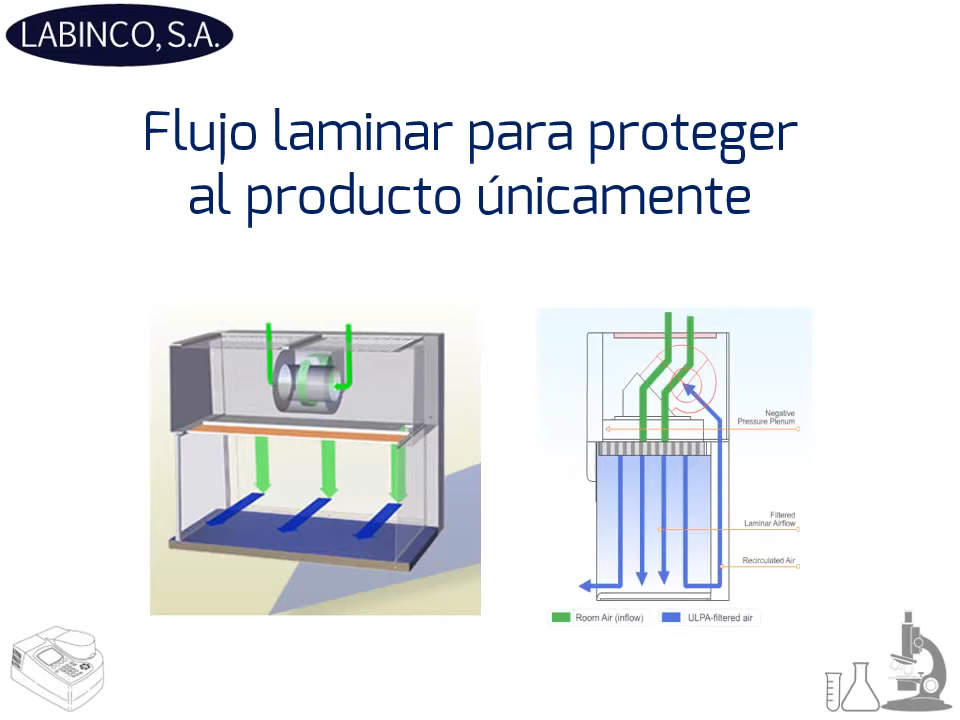 LABINCO, S.A.
Flujo laminar para proteger
al producto únicamente
Negative
Pressure Plenum
Filtered
Laminar Airflow
Recirculated Air
Room Air (inflow)
ULPA-filtered air